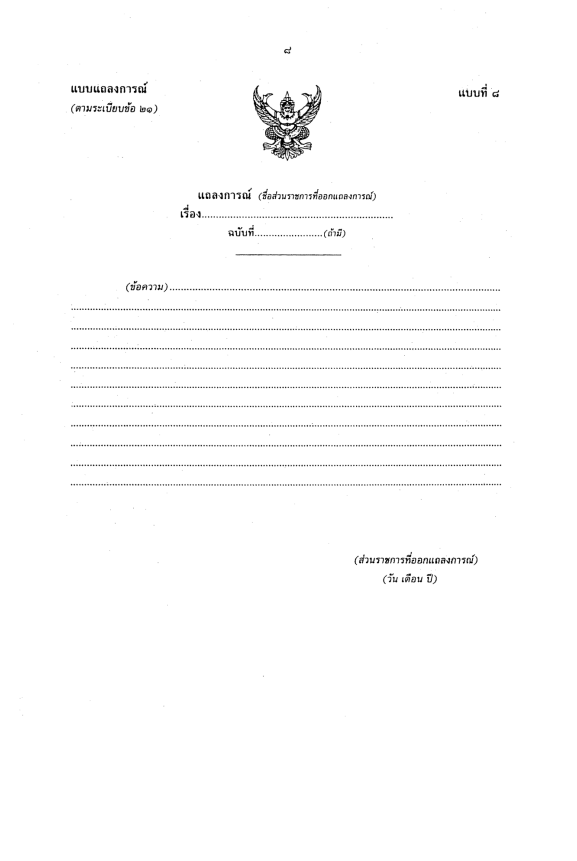 ๘
แบบแถลงการณ์
แบบที่ ๘
(ตามระเบียบข้อ ๒๑)
แถลงการณ์ (ชื่อส่วนราชการที่ออกแถลงการณ์)
เรื่อง...................................................................
ฉบับที่........................(ถ้ามี)
(ข้อความ)....................................................................................................................
.......................................................................................................................................................
.......................................................................................................................................................
.......................................................................................................................................................
.......................................................................................................................................................
.......................................................................................................................................................
.......................................................................................................................................................
.......................................................................................................................................................
.......................................................................................................................................................
.......................................................................................................................................................
.......................................................................................................................................................
(ส่วนราชการที่ออกแถลงการณ์)
(วัน เดือน ปี)